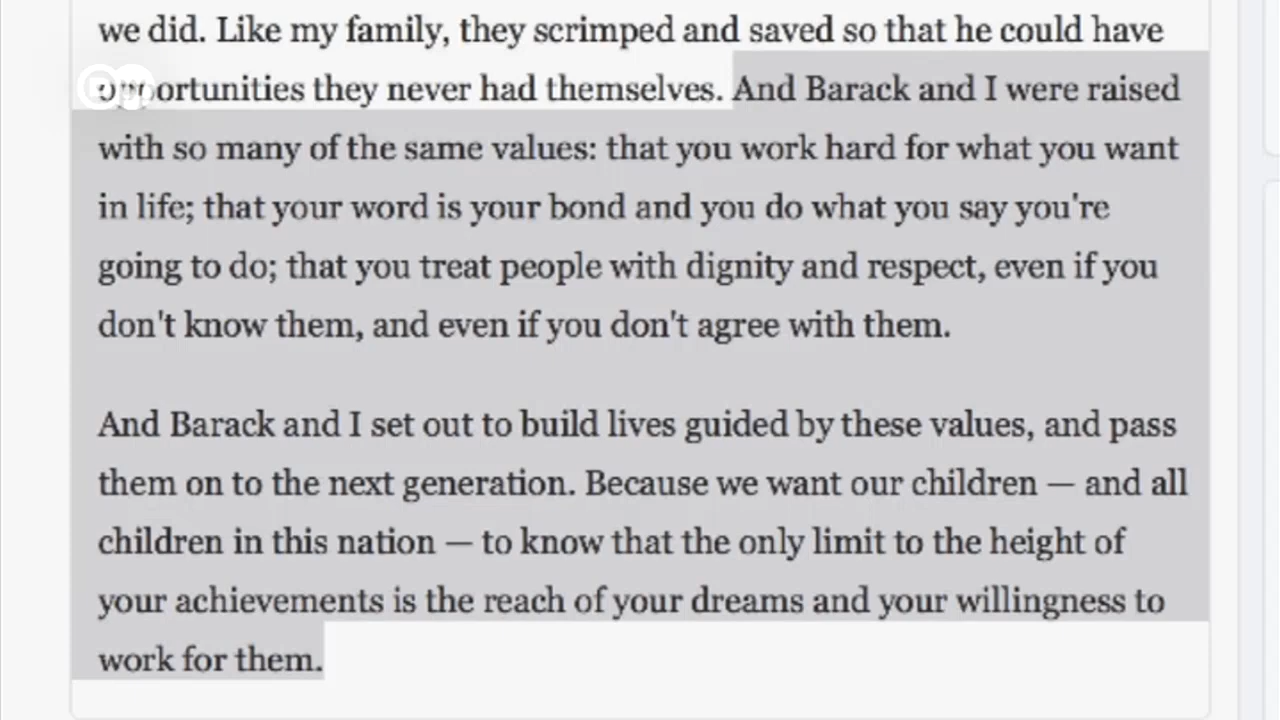 we did. Like my family, they scrimped and saved so that he could have
opportunities they never had themselves. And Barack and I were raised
with so many of the same values: that you work hard for what you want
in life; that your word is your bond and you do what you say you're
going to do; that you treat people with dignity and respect, even if you
don't know them, and even if you don't agree with them.
And Barack and I set out to build lives guided by these values, and pass
them on to the next generation. Because we want our children — and all
children in this nation — to know that the only limit to the height of
your achievements is the reach of your dreams and your willingness to
work for them.